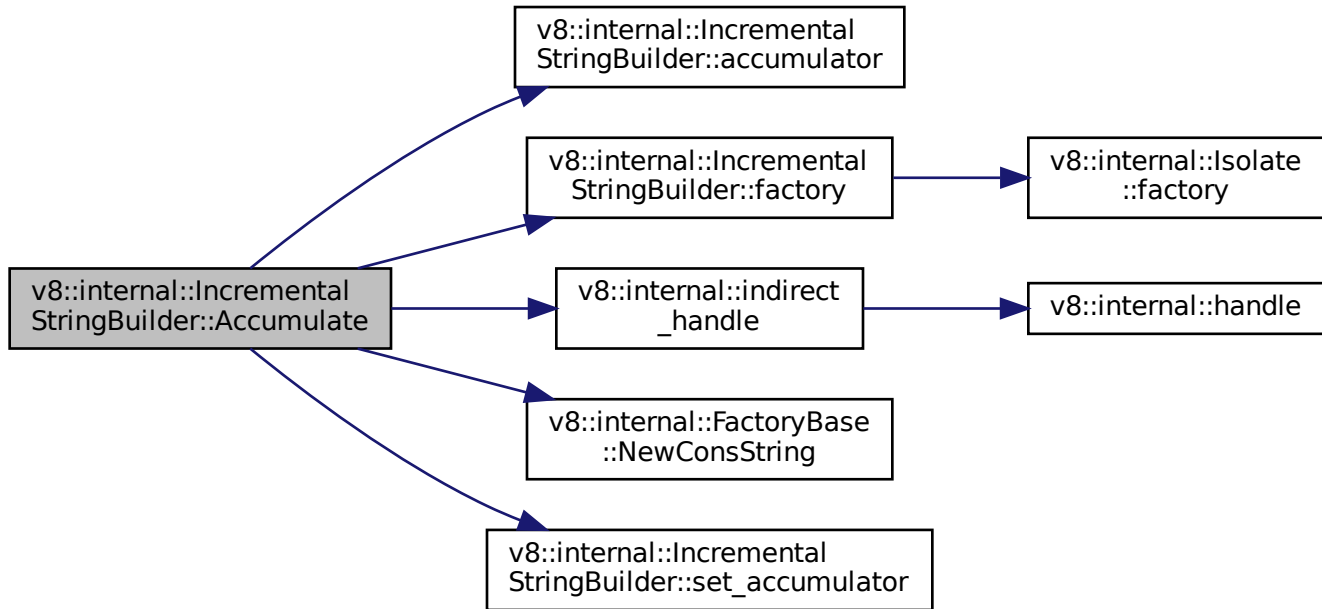 v8::internal::Incremental
StringBuilder::accumulator
v8::internal::Incremental
StringBuilder::factory
v8::internal::Isolate
::factory
v8::internal::Incremental
StringBuilder::Accumulate
v8::internal::indirect
_handle
v8::internal::handle
v8::internal::FactoryBase
::NewConsString
v8::internal::Incremental
StringBuilder::set_accumulator